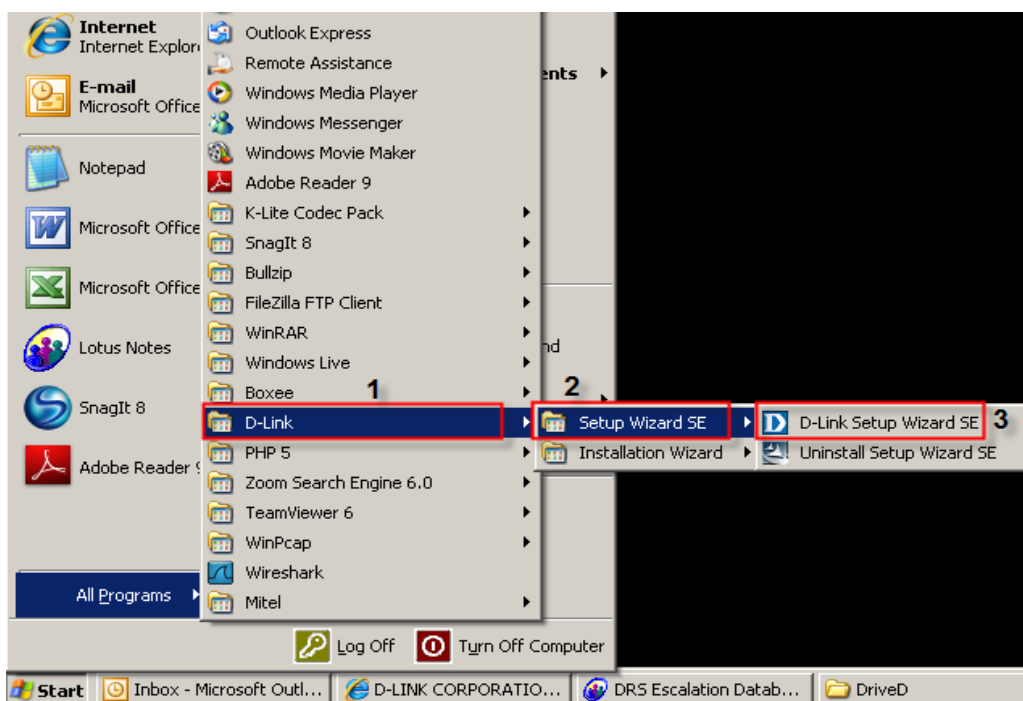 Internet
Internet Explor
E-mail
Microsoft Office
Notepad
Microsoft Office
Microsoft Office
Lotus Notes
SnagIt 8
Adobe Reader 9
All Programs
Outlook Express
Remote Assistance
Windows Media Player
Windows Messenger
Windows Movie Maker
Adobe Reader 9
K-Lite Codec Pack
SnagIt 8
Bullzip
FileZilla FTP Client
WinRAR
Windows Live
Boxee
1
D-Link
PHP 5
Zoom Search Engine 6.0
TeamViewer 6
WinPcap
Wireshark
Mitel
ents
nd
2
Setup Wizard SE
Installation Wizard
D-Link Setup Wizard SE
3
Uninstall Setup Wizard SE
Log Off
Turn Off Computer
Start
Inbox - Microsoft Outl...
D-LINK CORPORATIO...
DRS Escalation Datab...
DriveD